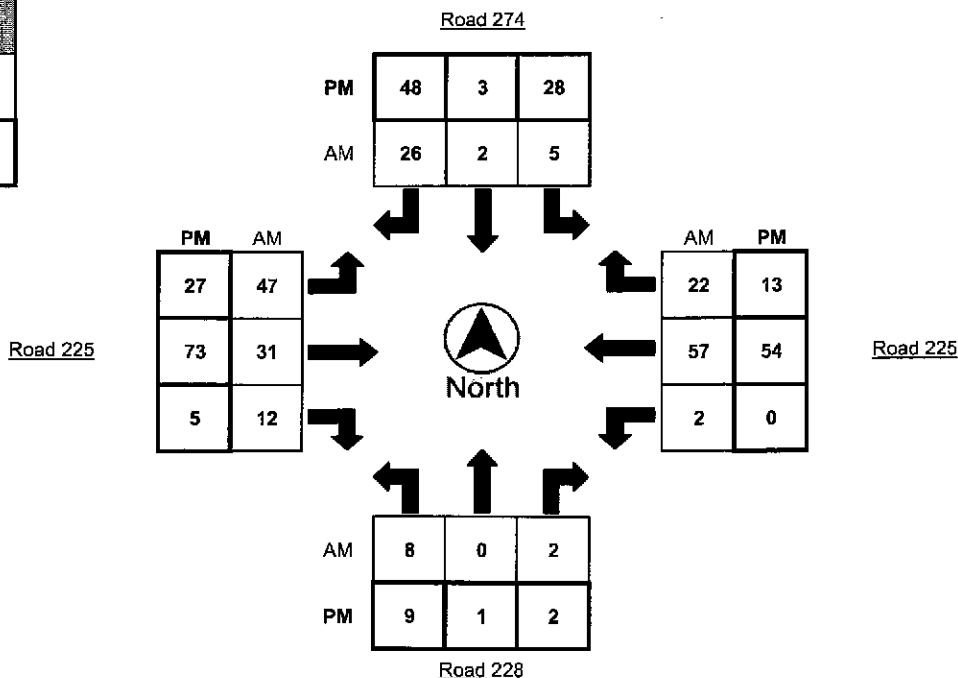 Road 274
PM 48 3 28
AM 26 2 5
PM AM
27 47
73 31
5 12
Road 225
AM PM
22 13
57 54
2 0
Road 225
North
AM 8 0 2
PM 9 1 2
Road 228